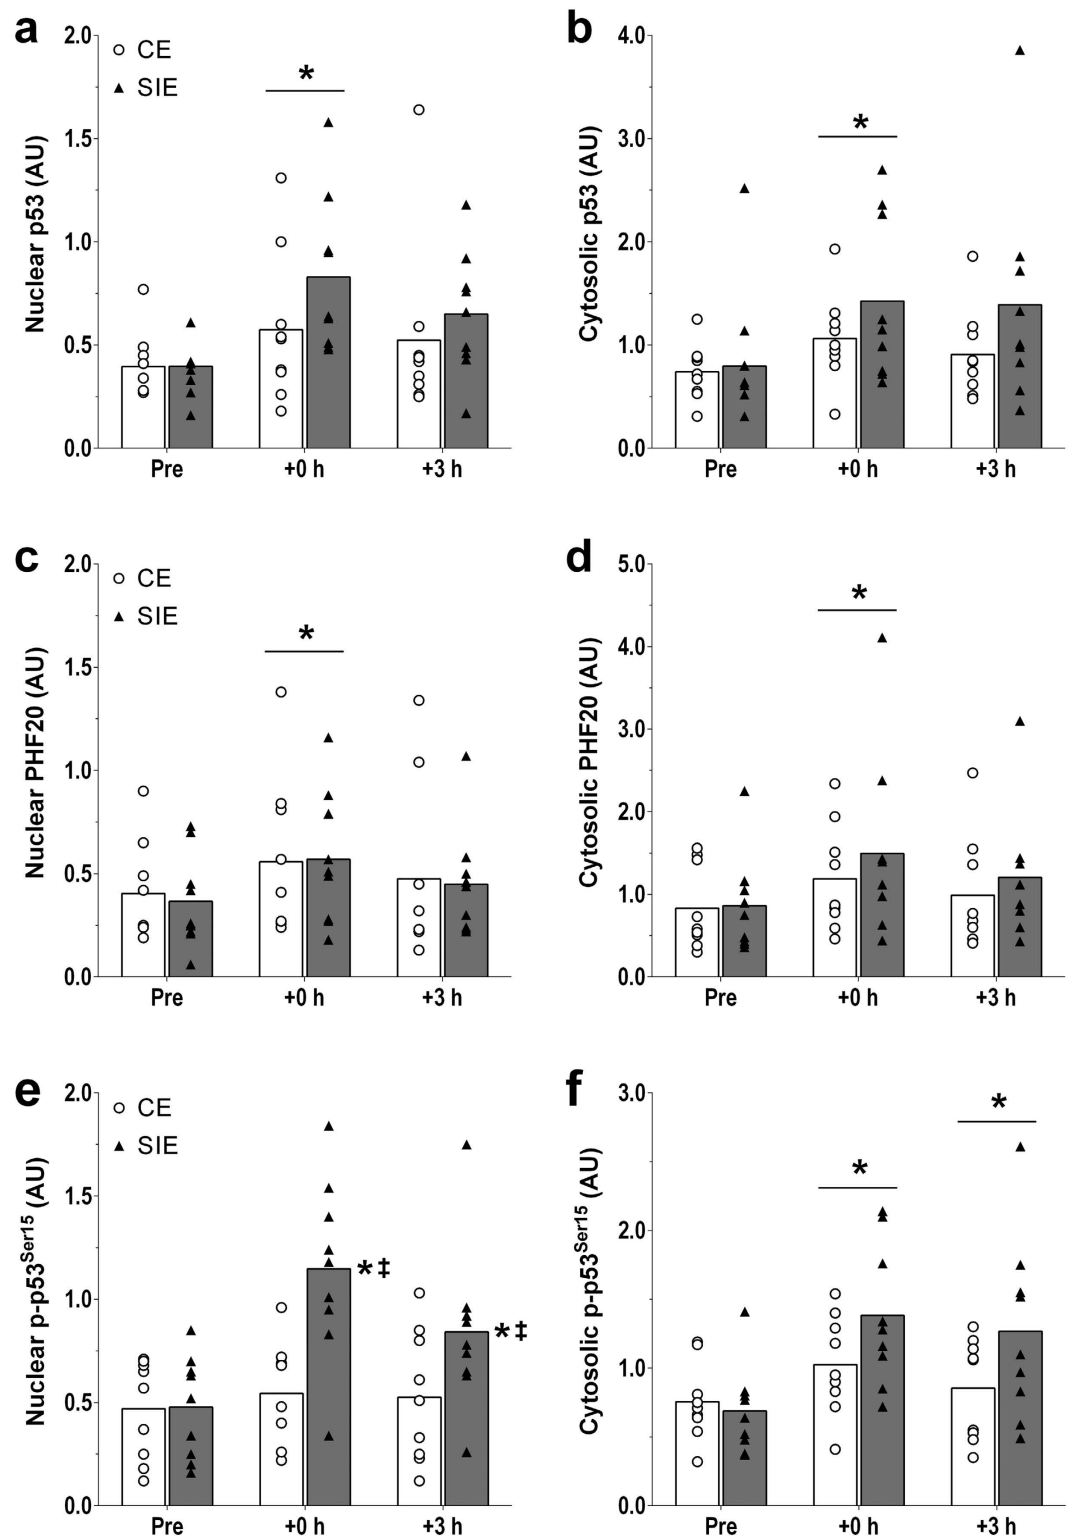 a
CE
SIE
Nuclear p53 (AU)
2.0
1.5
1.0
0.5
0.0
*
Pre
+0 h
+3 h
b
Cytosolic p53 (AU)
4.0
3.0
2.0
1.0
0.0
*
Pre
+0 h
+3 h
c
CE
SIE
Nuclear PHF20 (AU)
2.0
1.5
1.0
0.5
0.0
*
Pre
+0 h
+3 h
d
Cytosolic PHF20 (AU)
5.0
4.0
3.0
2.0
1.0
0.0
*
Pre
+0 h
+3 h
e
CE
SIE
Nuclear p-p53Ser15 (AU)
2.0
1.5
1.0
0.5
0.0
*‡
*‡
Pre
+0 h
+3 h
f
Cytosolic p-p53Ser15 (AU)
3.0
2.0
1.0
0.0
*
*
Pre
+0 h
+3 h